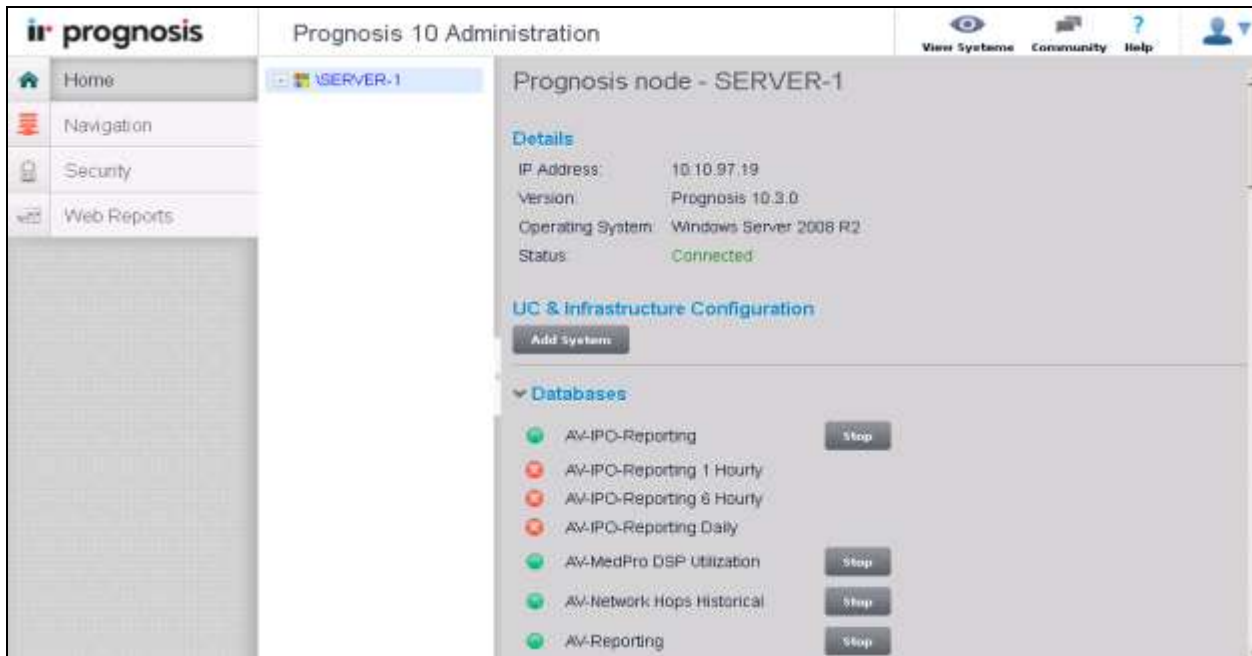 ir prognosis
Prognosis 10 Administration
View Systems
Community
? Help
Home
Navigation
Security
Web Reports
\SERVER-1
Prognosis node - SERVER-1
Details
IP Address: 10.10.97.19
Version: Prognosis 10.3.0
Operating System: Windows Server 2008 R2
Status: Connected
UC & Infrastructure Configuration
Add System
Databases
AV-IPO-Reporting Stop
AV-IPO-Reporting 1 Hourly
AV-IPO-Reporting 6 Hourly
AV-IPO-Reporting Daily
AV-MedPro DSP Utilization Stop
AV-Network Hops Historical Stop
AV-Reporting Stop